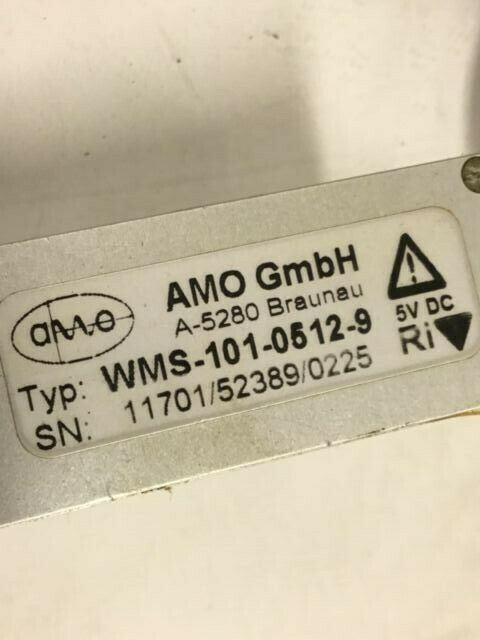 amo
AMO GmbH
A-5280 Braunau
Typ: WMS-101-0512-9
SN: 11701/52389/0225
5V DC
Ri